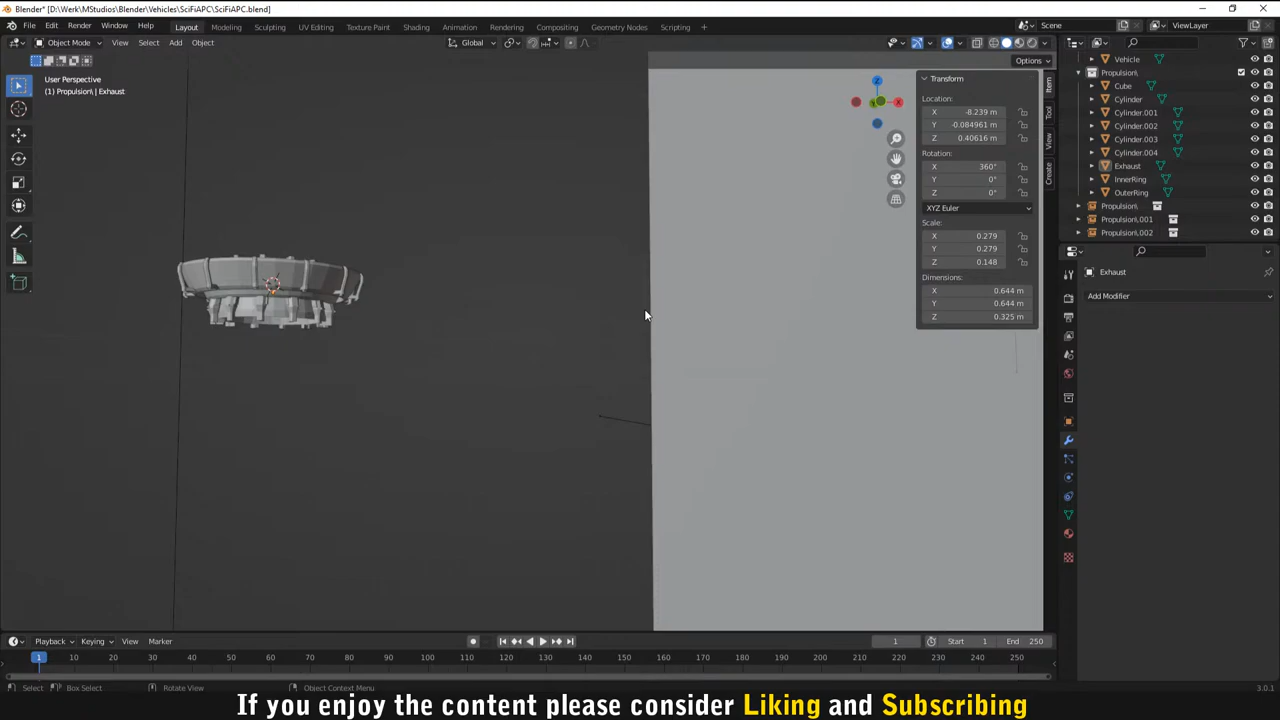 Blender* [D:\Werk\MStudios\Blender\Vehicles\SciFiAPC\SciFiAPC.blend]
File Edit Render Window Help Layout Modeling Sculpting UV Editing Texture Paint Shading Animation Rendering Compositing Geometry Nodes Scripting Scene ViewLayer
Object Mode View Select Add Object Global
Options
User Perspective
(1) Propulsion\ | Exhaust
Transform
Location:
X -8.239 m
Y -0.084961 m
Z 0.40616 m
Rotation:
X 360°
Y 0°
Z 0°
XYZ Euler
Scale:
X 0.279
Y 0.279
Z 0.148
Dimensions:
X 0.644 m
Y 0.644 m
Z 0.325 m
Item
Tool
View
Create
Z
X
Vehicle
Propulsion\
Cube
Cylinder
Cylinder.001
Cylinder.002
Cylinder.003
Cylinder.004
Exhaust
InnerRing
OuterRing
Propulsion\
Propulsion\.001
Propulsion\.002
Exhaust
Add Modifier
Playback Keying View Marker 1 Start 1 End 250
1 10 20 30 40 50 60 70 80 90 100 110 120 130 140 150 160 170 180 190 200 210 220 230 240 250
Select Box Select Rotate View Object Context Menu 3.0.1
If you enjoy the content please consider Liking and Subscribing